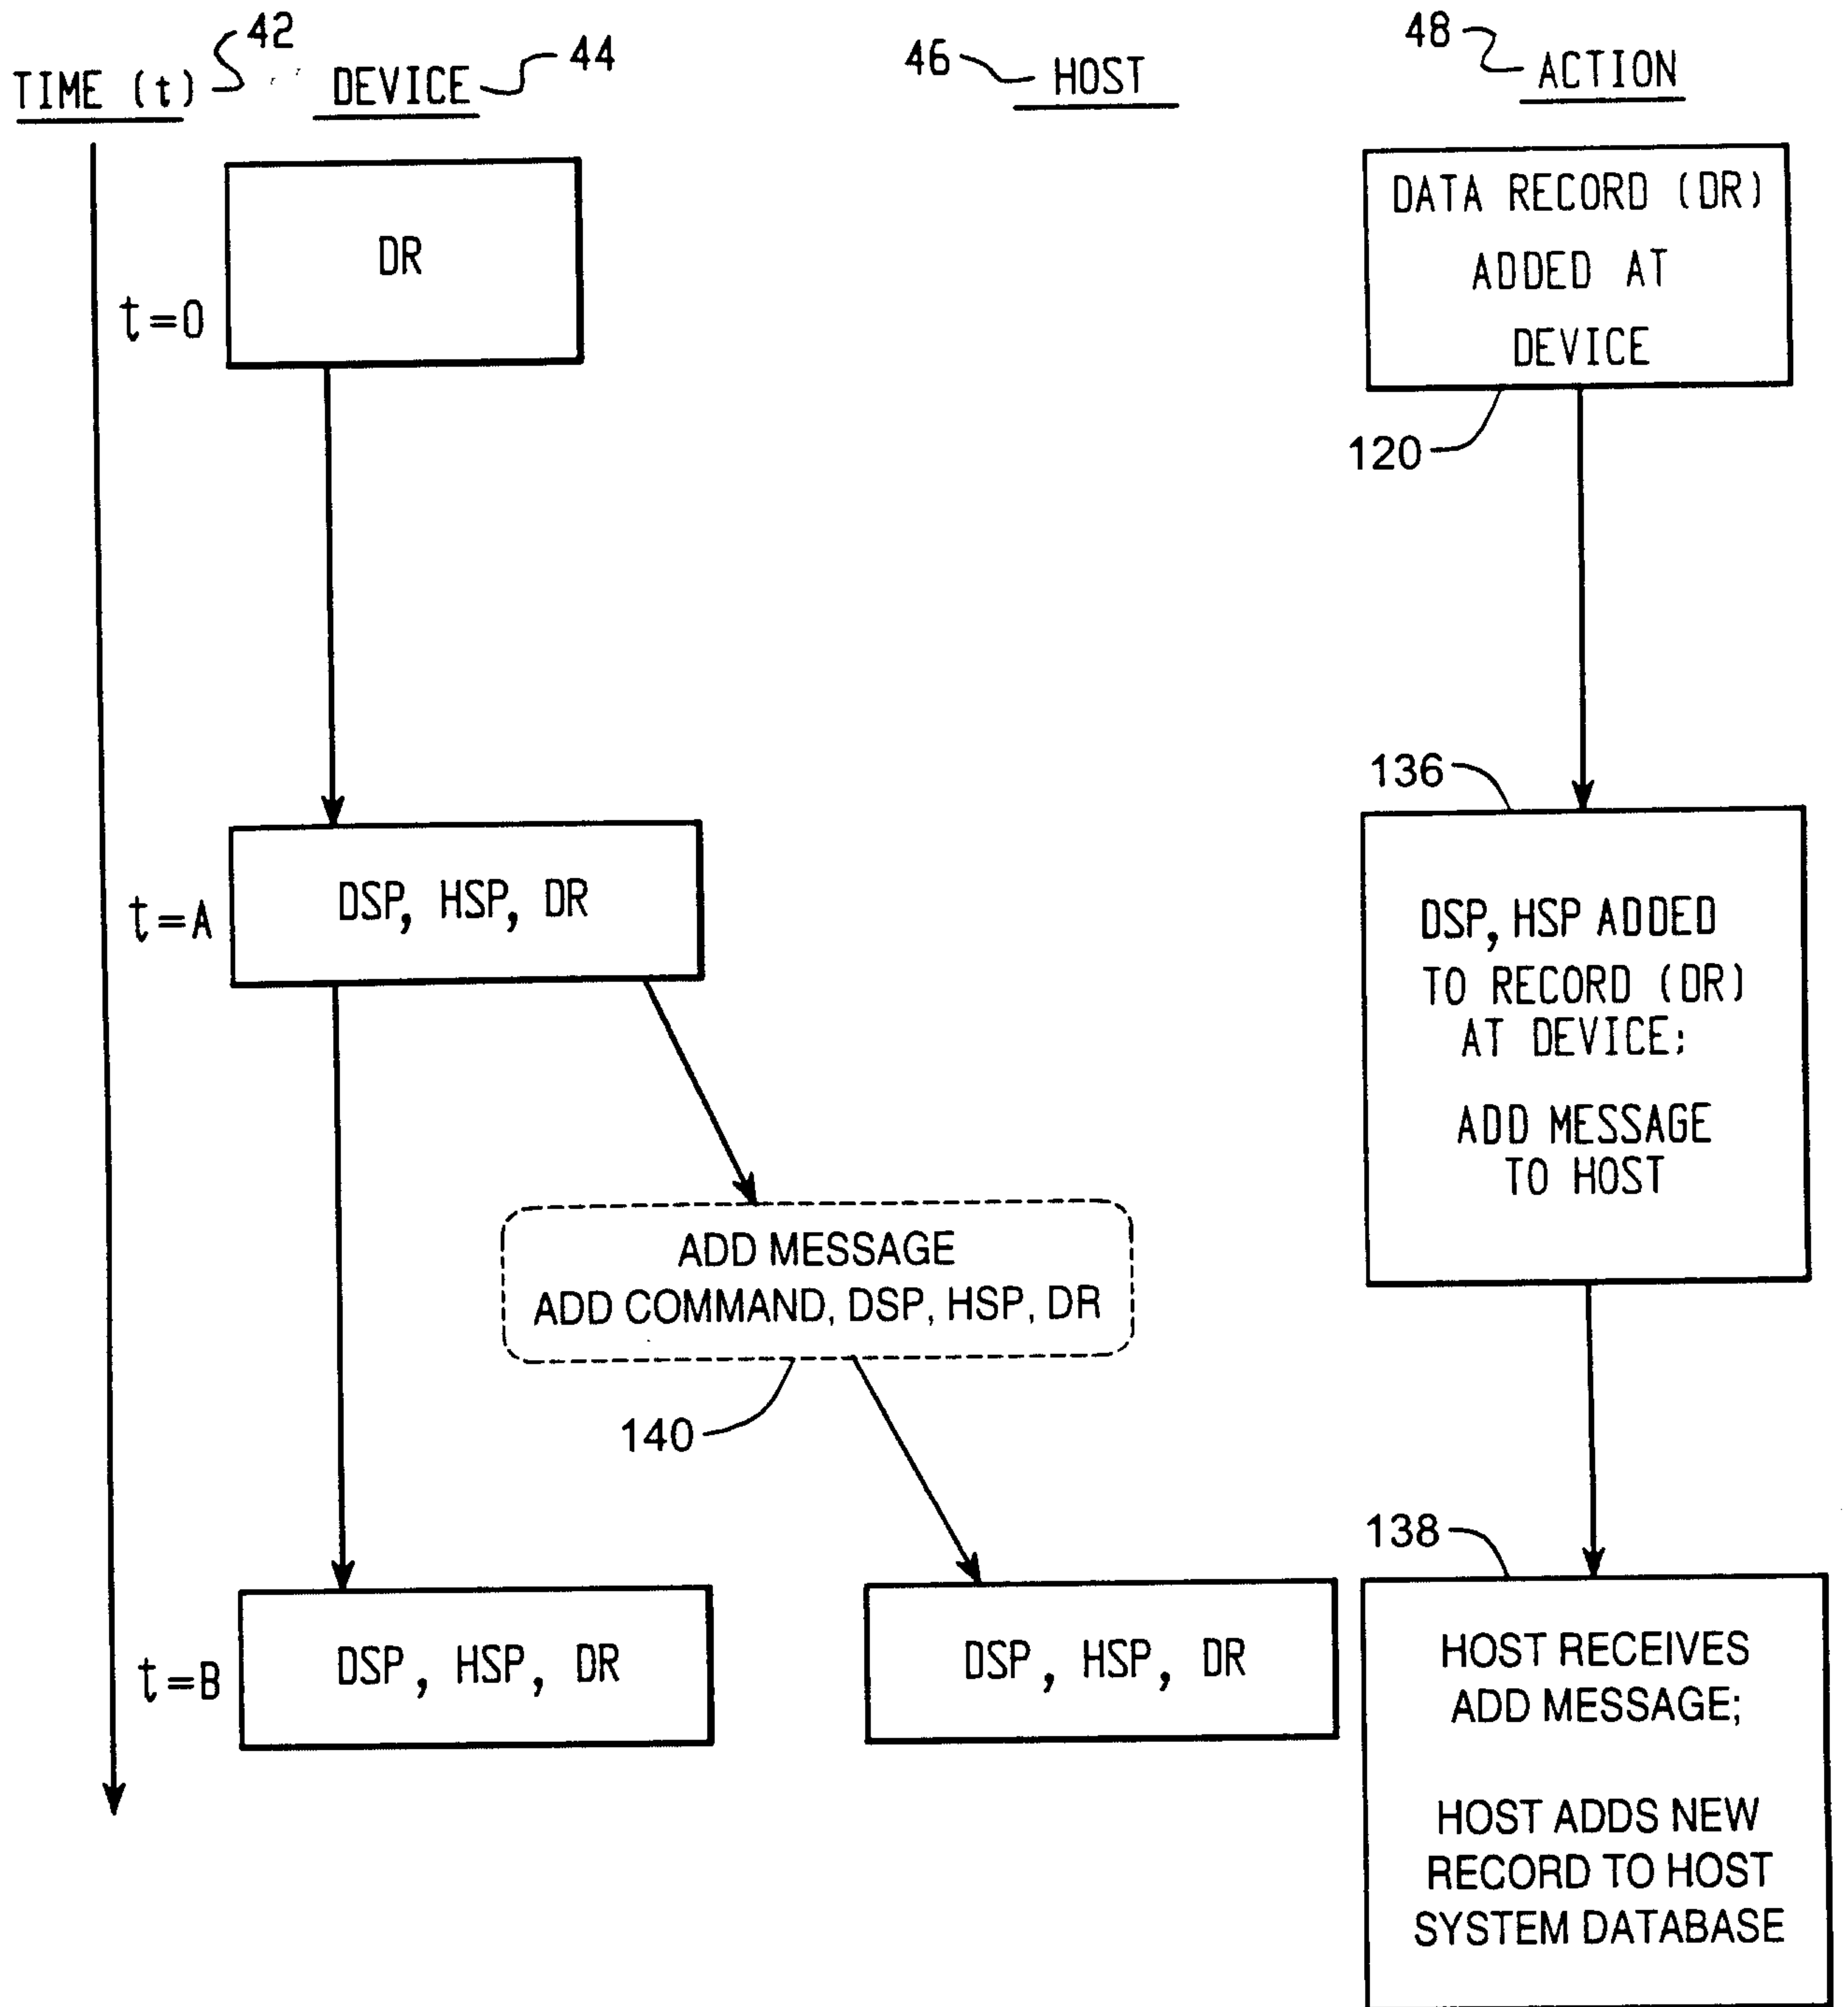 42
44
46
48
TIME (t)
DEVICE
HOST
ACTION
DR
t=0
DATA RECORD (DR)
ADDED AT
DEVICE
120
136
DSP, HSP, DR
t=A
DSP, HSP ADDED
TO RECORD (DR)
AT DEVICE;
ADD MESSAGE
TO HOST
ADD MESSAGE
ADD COMMAND, DSP, HSP, DR
140
138
DSP, HSP, DR
t=B
DSP, HSP, DR
HOST RECEIVES
ADD MESSAGE;
HOST ADDS NEW
RECORD TO HOST
SYSTEM DATABASE